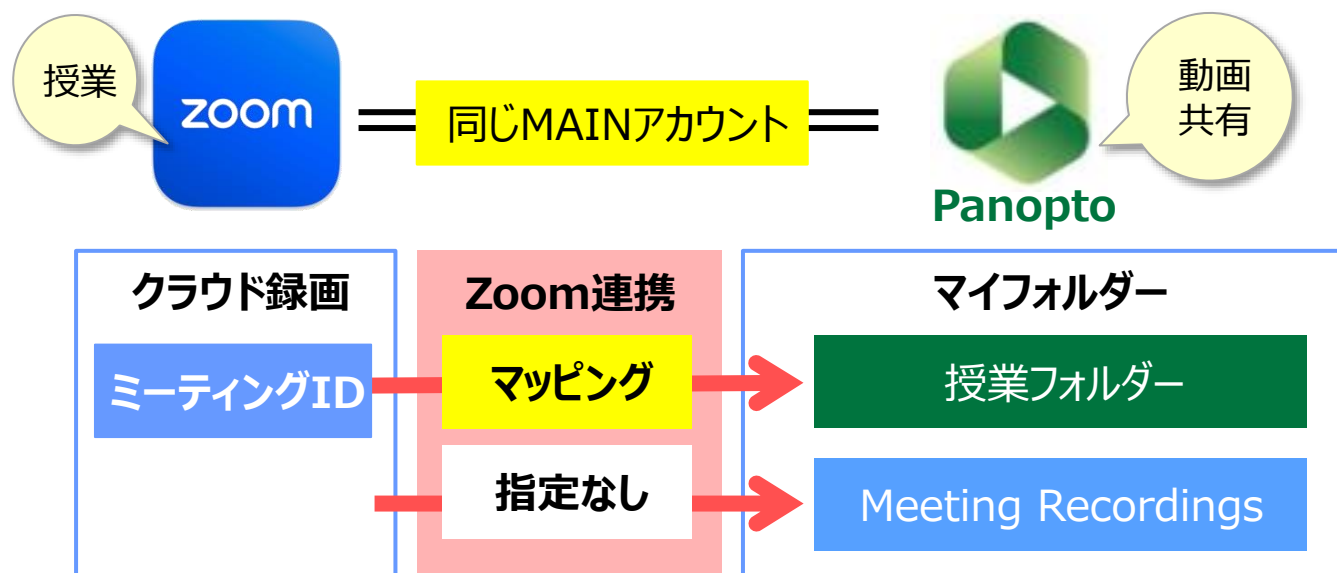 授業
zoom
同じMAINアカウント
動画
共有
Panopto
クラウド録画
Zoom連携
マイフォルダー
ミーティングID
マッピング
授業フォルダー
指定なし
Meeting Recordings